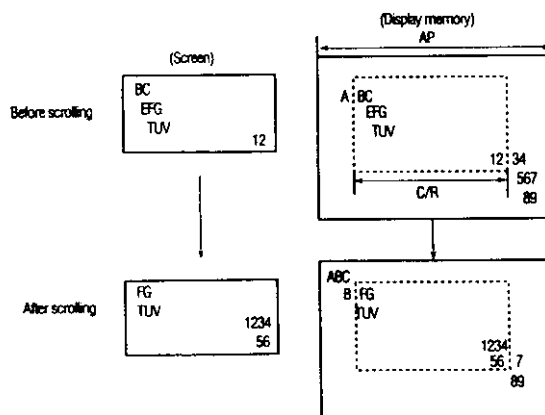 (Display memory)
AP
(Screen)
Before scrolling
BC
EFG
TUV
12
A BC
EFG
TUV
12 34
567
89
C/R
After scrolling
FG
TUV
1234
56
ABC
B FG
TUV
1234
56 7
89